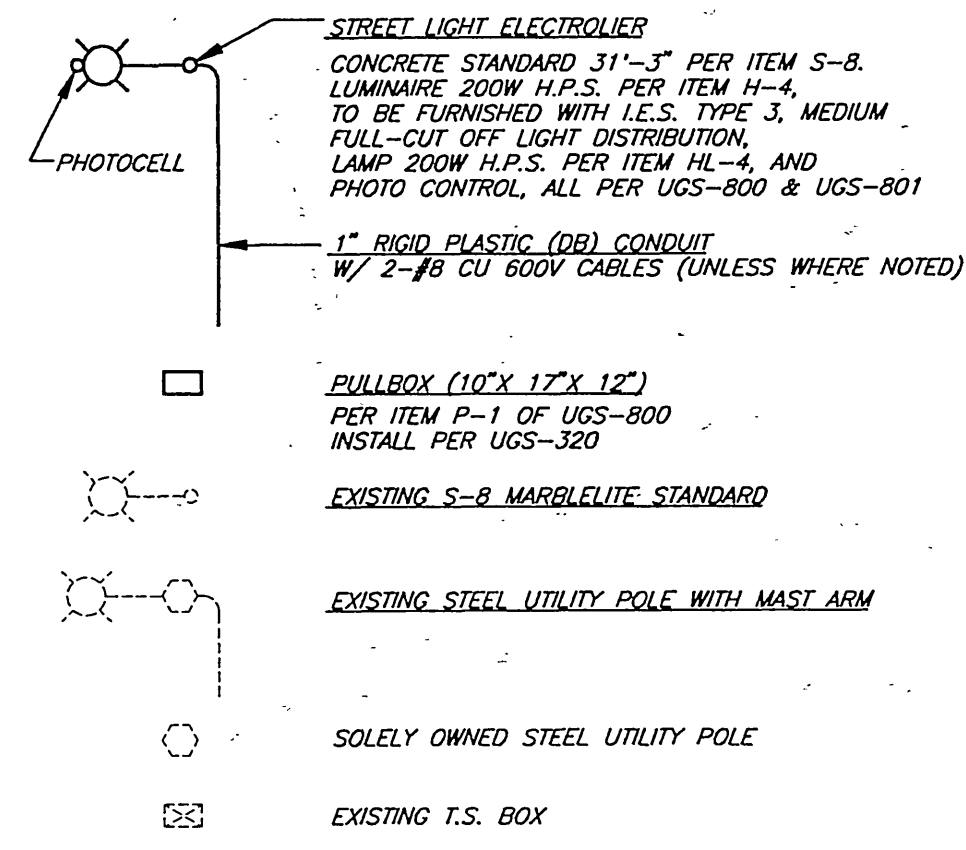 STREET LIGHT ELECTROLIER
CONCRETE STANDARD 31'-3" PER ITEM S-8.
LUMINAIRE 200W H.P.S. PER ITEM H-4,
TO BE FURNISHED WITH I.E.S. TYPE 3, MEDIUM
FULL-CUT OFF LIGHT DISTRIBUTION,
LAMP 200W H.P.S. PER ITEM HL-4, AND
PHOTO CONTROL, ALL PER UGS-800 & UGS-801
PHOTOCELL
1" RIGID PLASTIC (DB) CONDUIT
W/ 2-#8 CU 600V CABLES (UNLESS WHERE NOTED)
PULLBOX (10"X 17"X 12")
PER ITEM P-1 OF UGS-800
INSTALL PER UGS-320
EXISTING S-8 MARBLELITE STANDARD
EXISTING STEEL UTILITY POLE WITH MAST ARM
SOLELY OWNED STEEL UTILITY POLE
EXISTING T.S. BOX